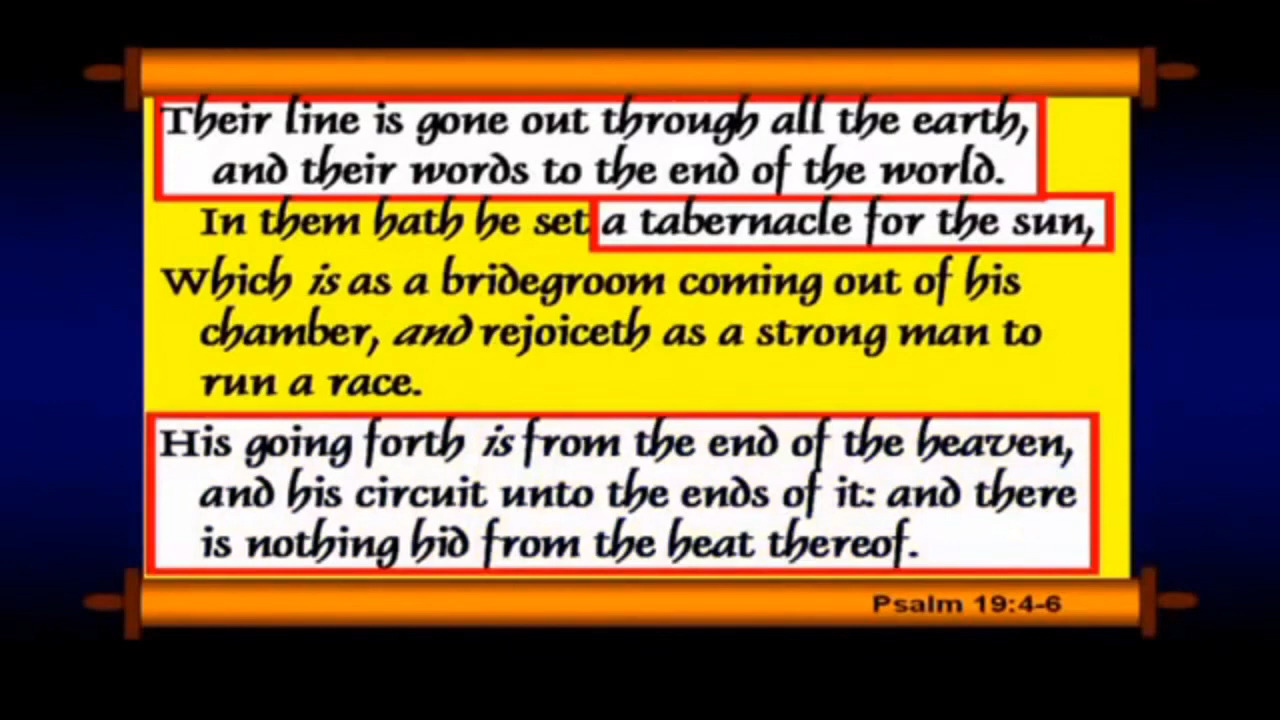 Their line is gone out through all the earth,
and their words to the end of the world.
In them hath he set a tabernacle for the sun,
Which is as a bridegroom coming out of his
chamber, and rejoiceth as a strong man to
run a race.
His going forth is from the end of the heaven,
and his circuit unto the ends of it: and there
is nothing hid from the heat thereof.
Psalm 19:4-6